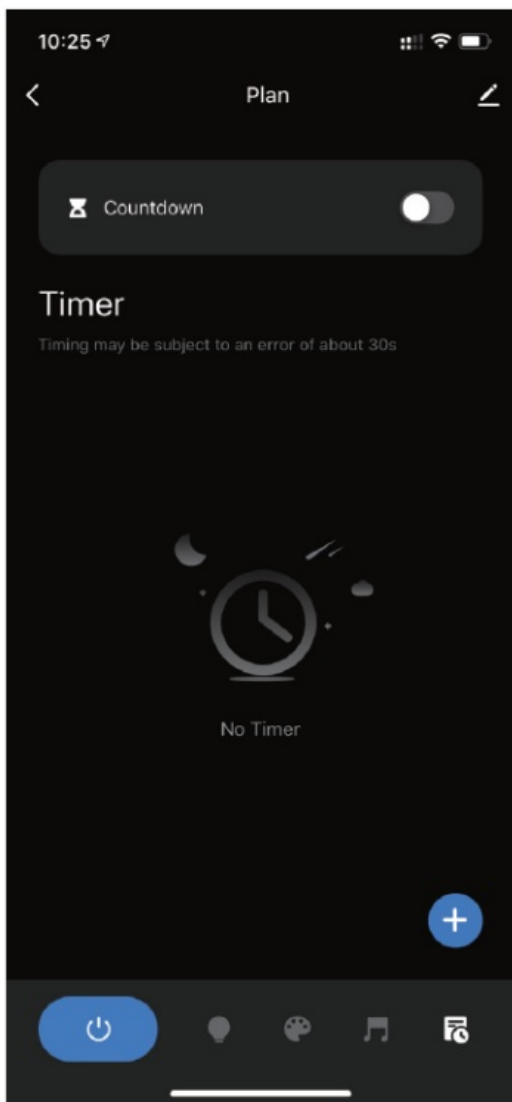 10:25
Plan
Countdown
Timer
Timing may be subject to an error of about 30s
No Timer